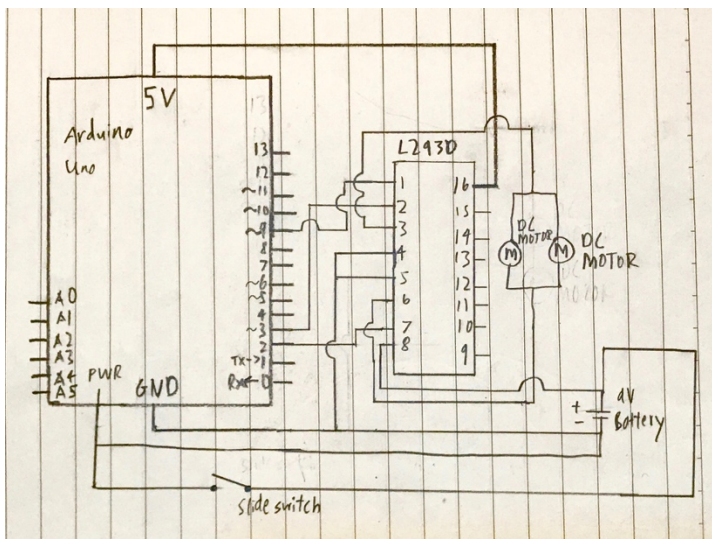 5V
Arduino
Uno
13
12
~11
~10
~9
8
7
~6
~5
4
~3
2
TX→1
RX←0
A0
A1
A2
A3
A4
A5
PWR
GND
L293D
1
2
3
4
5
6
7
8
16
15
14
13
12
11
10
9
DC
MOTOR
M
M
DC
MOTOR
+
-
9V
Battery
slide switch